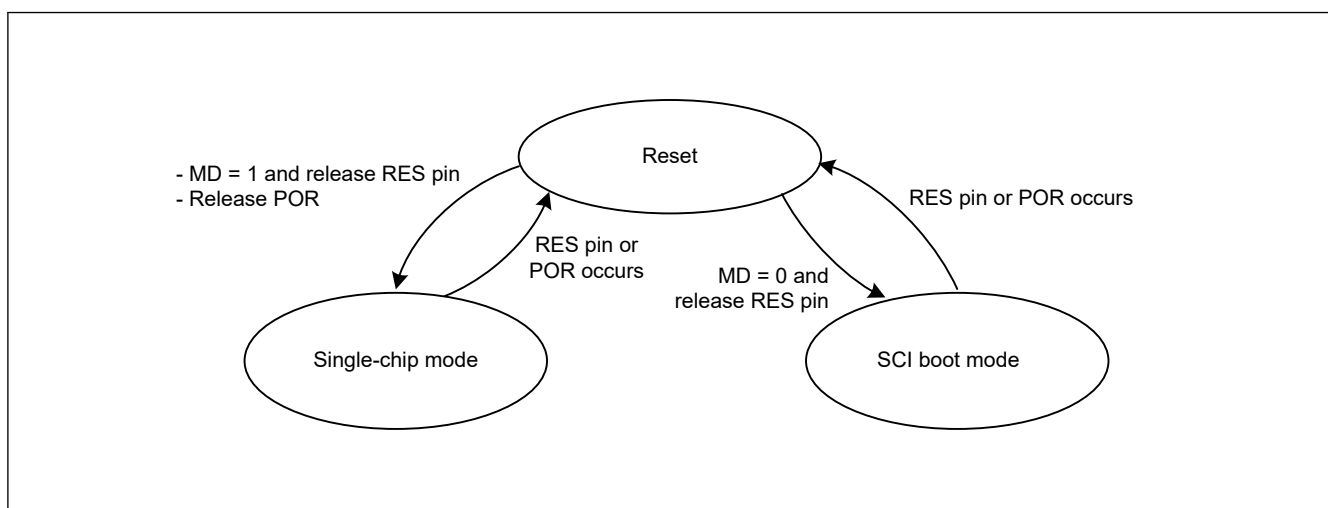 Reset
- MD = 1 and release RES pin
- Release POR
RES pin or POR occurs
RES pin or
POR occurs
MD = 0 and
release RES pin
Single-chip mode
SCI boot mode